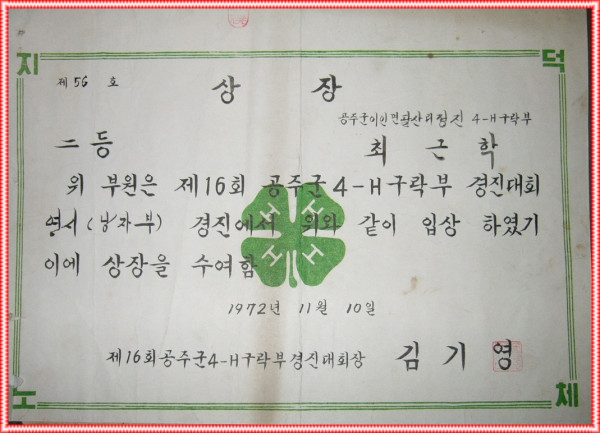 지 덕
제 56 호
상 장
공주군이인면팔산리정진 4-H구락부
二등 최근학
위 부원은 제16회 공주군4-H구락부 경진대회
연시(남자부) 경진에서 위와 같이 입상 하였기
이에 상장을 수여함
H H H H
1972년 11월 10일
제16회공주군4-H구락부경진대회장 김기영
노 체